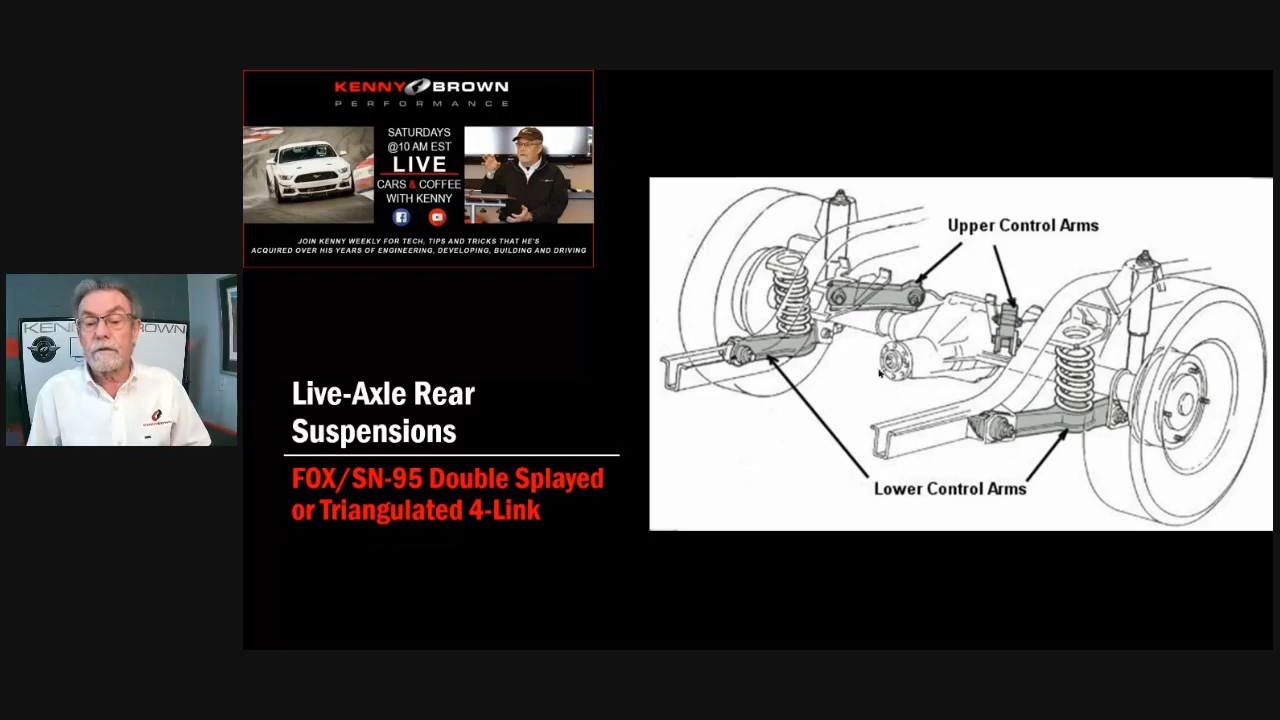 KENNY BROWN
PERFORMANCE
SATURDAYS
@10 AM EST
LIVE
CARS & COFFEE
WITH KENNY
JOIN KENNY WEEKLY FOR TECH, TIPS AND TRICKS THAT HE'S
ACQUIRED OVER HIS YEARS OF ENGINEERING, DEVELOPING, BUILDING AND DRIVING
Live-Axle Rear
Suspensions
FOX/SN-95 Double Splayed
or Triangulated 4-Link
Upper Control Arms
Lower Control Arms